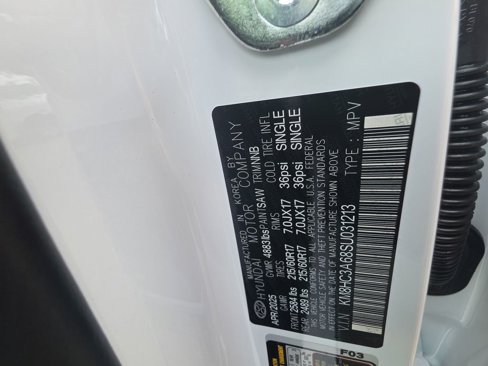 MANUFACTURED IN KOREA BY
HYUNDAI MOTOR COMPANY
APR/2025 GVWR 4883lbs PAINT SAW TRIM NNB
GAWR TIRES RIMS COLD TIRE INFL
FRONT 2584 lbs 215/60R17 7.0JX17 36psi SINGLE
REAR 2489 lbs 215/60R17 7.0JX17 36psi SINGLE
THIS VEHICLE CONFORMS TO ALL APPLICABLE U.S.A. FEDERAL
MOTOR VEHICLE SAFETY AND THEFT PREVENTION STANDARDS
IN EFFECT ON THE DATE OF MANUFACTURE SHOWN ABOVE
V.I.N KM8HC3A68SU031213 TYPE : MPV
F03